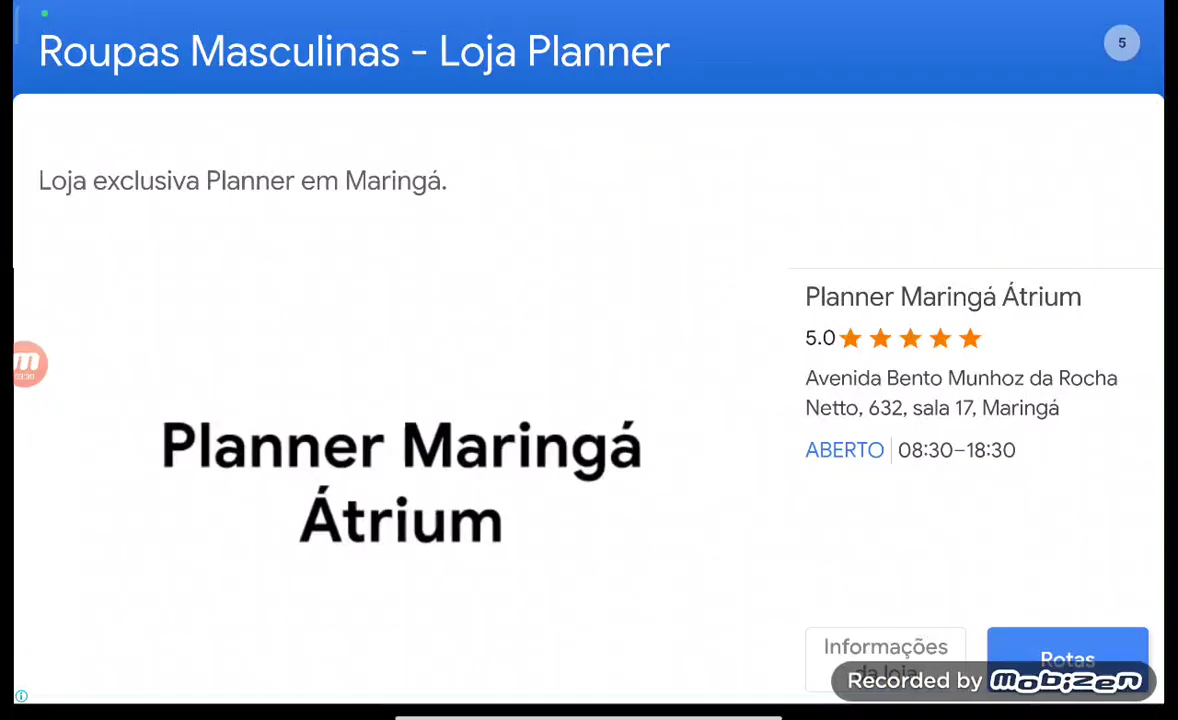 Roupas Masculinas - Loja Planner
5
Loja exclusiva Planner em Maringá.
Planner Maringá Átrium
5.0
Avenida Bento Munhoz da Rocha
Netto, 632, sala 17, Maringá
ABERTO 08:30–18:30
Planner Maringá
Átrium
Informações
da loja
Rotas
Recorded by mobizen